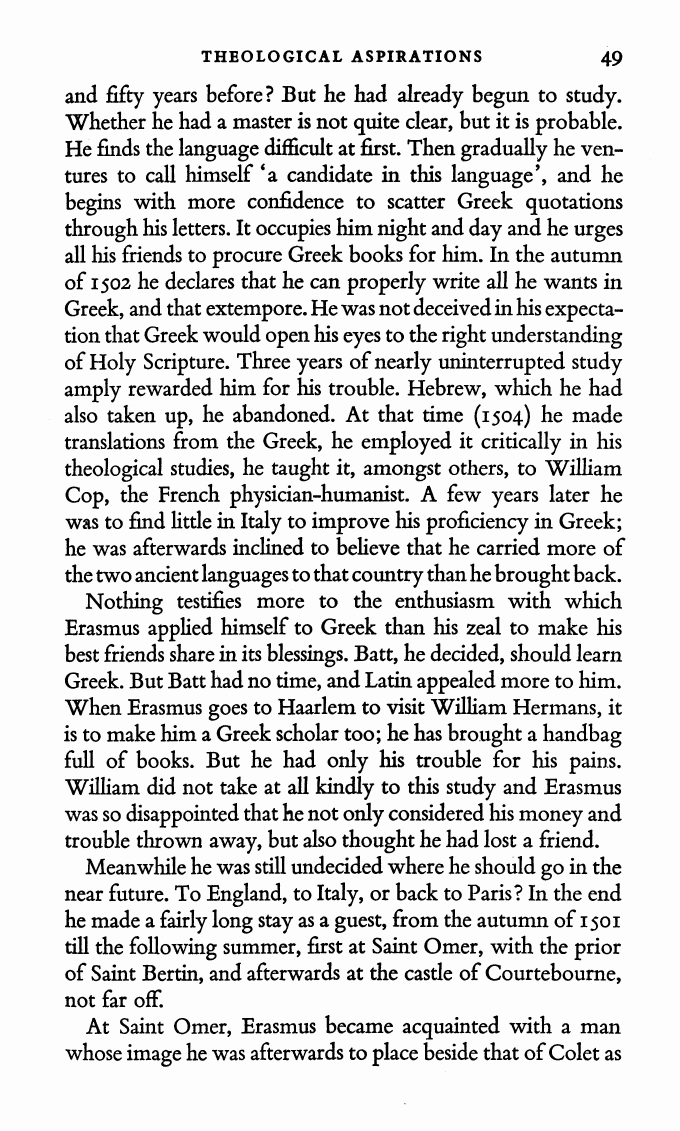 THEOLOGICAL ASPIRATIONS 49
and fifty years before? But he had already begun to study.
Whether he had a master is not quite clear, but it is probable.
He finds the language difficult at first. Then gradually he ven-
tures to call himself ‘a candidate in this language’, and he
begins with more confidence to scatter Greek quotations
through his letters. It occupies him night and day and he urges
all his friends to procure Greek books for him. In the autumn
of 1502 he declares that he can properly write all he wants in
Greek, and that extempore. He was not deceived in his expecta-
tion that Greek would open his eyes to the right understanding
of Holy Scripture. Three years of nearly uninterrupted study
amply rewarded him for his trouble. Hebrew, which he had
also taken up, he abandoned. At that time (1504) he made
translations from the Greek, he employed it critically in his
theological studies, he taught it, amongst others, to William
Cop, the French physician-humanist. A few years later he
was to find little in Italy to improve his proficiency in Greek;
he was afterwards inclined to believe that he carried more of
the two ancient languages to that country than he brought back.
Nothing testifies more to the enthusiasm with which
Erasmus applied himself to Greek than his zeal to make his
best friends share in its blessings. Batt, he decided, should learn
Greek. But Batt had no time, and Latin appealed more to him.
When Erasmus goes to Haarlem to visit William Hermans, it
is to make him a Greek scholar too; he has brought a handbag
full of books. But he had only his trouble for his pains.
William did not take at all kindly to this study and Erasmus
was so disappointed that he not only considered his money and
trouble thrown away, but also thought he had lost a friend.
Meanwhile he was still undecided where he should go in the
near future. To England, to Italy, or back to Paris? In the end
he made a fairly long stay as a guest, from the autumn of 1501
till the following summer, first at Saint Omer, with the prior
of Saint Bertin, and afterwards at the castle of Courtebourne,
not far off.
At Saint Omer, Erasmus became acquainted with a man
whose image he was afterwards to place beside that of Colet as